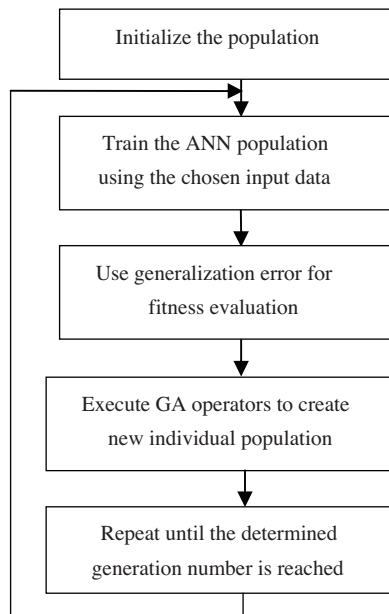 Initialize the population
Train the ANN population
using the chosen input data
Use generalization error for
fitness evaluation
Execute GA operators to create
new individual population
Repeat until the determined
generation number is reached